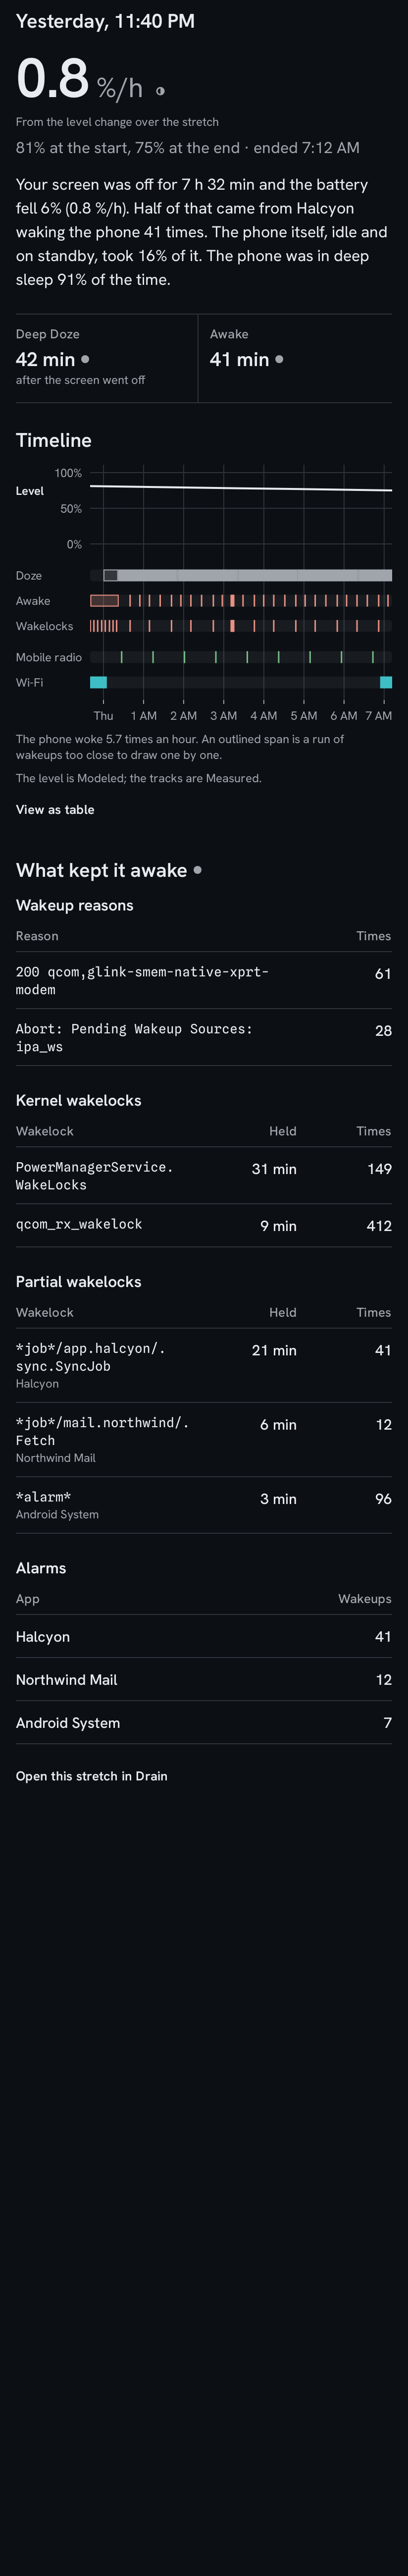 Yesterday, 11:40 PM
0.8 %/h
From the level change over the stretch
81% at the start, 75% at the end · ended 7:12 AM
Your screen was off for 7 h 32 min and the battery
fell 6% (0.8 %/h). Half of that came from Halcyon
waking the phone 41 times. The phone itself, idle and
on standby, took 16% of it. The phone was in deep
sleep 91% of the time.
Deep Doze
42 min
after the screen went off
Awake
41 min
Timeline
100%
Level
50%
0%
Doze
Awake
Wakelocks
Mobile radio
Wi-Fi
Thu 1 AM 2 AM 3 AM 4 AM 5 AM 6 AM 7 AM
The phone woke 5.7 times an hour. An outlined span is a run of
wakeups too close to draw one by one.
The level is Modeled; the tracks are Measured.
View as table
What kept it awake
Wakeup reasons
Reason Times
200 qcom,glink-smem-native-xprt- 61
modem
Abort: Pending Wakeup Sources: 28
ipa_ws
Kernel wakelocks
Wakelock Held Times
PowerManagerService. 31 min 149
WakeLocks
qcom_rx_wakelock 9 min 412
Partial wakelocks
Wakelock Held Times
*job*/app.halcyon/. 21 min 41
sync.SyncJob
Halcyon
*job*/mail.northwind/. 6 min 12
Fetch
Northwind Mail
*alarm* 3 min 96
Android System
Alarms
App Wakeups
Halcyon 41
Northwind Mail 12
Android System 7
Open this stretch in Drain